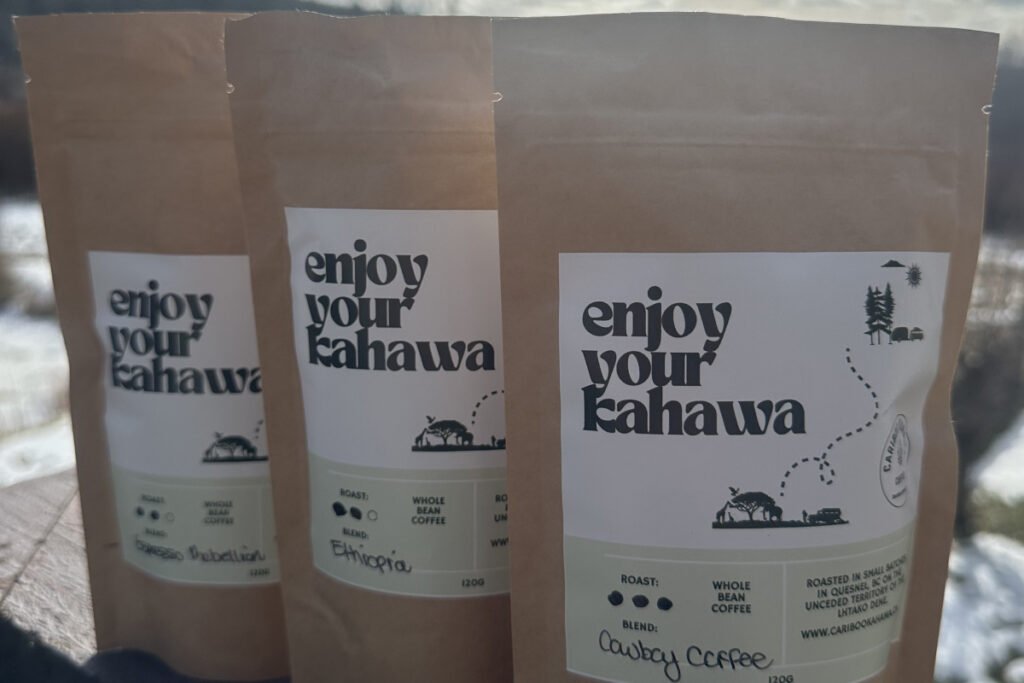 enjoy
your
kahawa
ROAST:
WHOLE
BEAN
COFFEE
BLEND:
Espresso Rebellion
120G
enjoy
your
kahawa
ROAST:
WHOLE
BEAN
COFFEE
BLEND:
Ethiopia
120G
enjoy
your
kahawa
ROAST:
WHOLE
BEAN
COFFEE
BLEND:
Cowboy Coffee
120G
ROASTED IN SMALL BATCHES
IN QUESNEL, BC ON THE
UNCEDED TERRITORY OF THE
LHTAKO DENE.
WWW.CARIBOOKAHAWA.CA